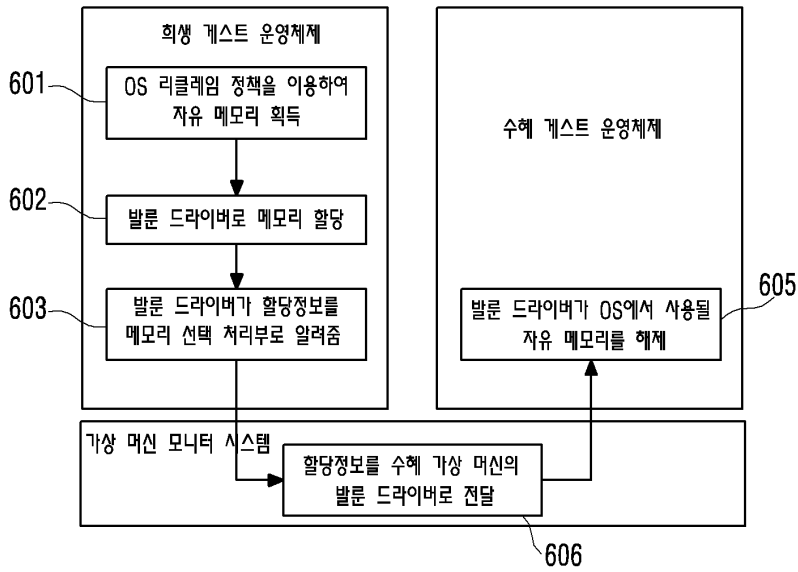 희생 게스트 운영체제
601
OS 리클레임 정책을 이용하여
자유 메모리 획득
602
발룬 드라이버로 메모리 할당
603
발룬 드라이버가 할당정보를
메모리 선택 처리부로 알려줌
수혜 게스트 운영체제
605
발룬 드라이버가 OS에서 사용될
자유 메모리를 해제
가상 머신 모니터 시스템
할당정보를 수혜 가상 머신의
발룬 드라이버로 전달
606